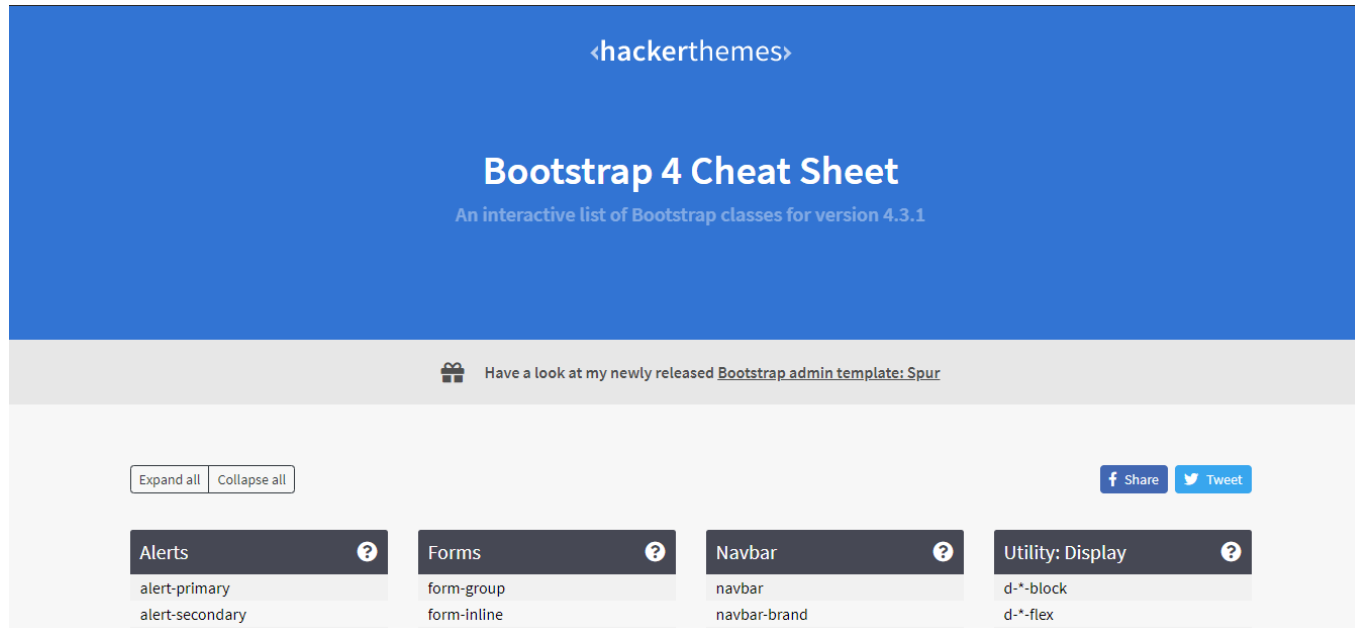 ‹hackerthemes›
Bootstrap 4 Cheat Sheet
An interactive list of Bootstrap classes for version 4.3.1
Have a look at my newly released Bootstrap admin template: Spur
Expand all Collapse all
Share Tweet
Alerts ?
alert-primary
alert-secondary
Forms ?
form-group
form-inline
Navbar ?
navbar
navbar-brand
Utility: Display ?
d-*-block
d-*-flex